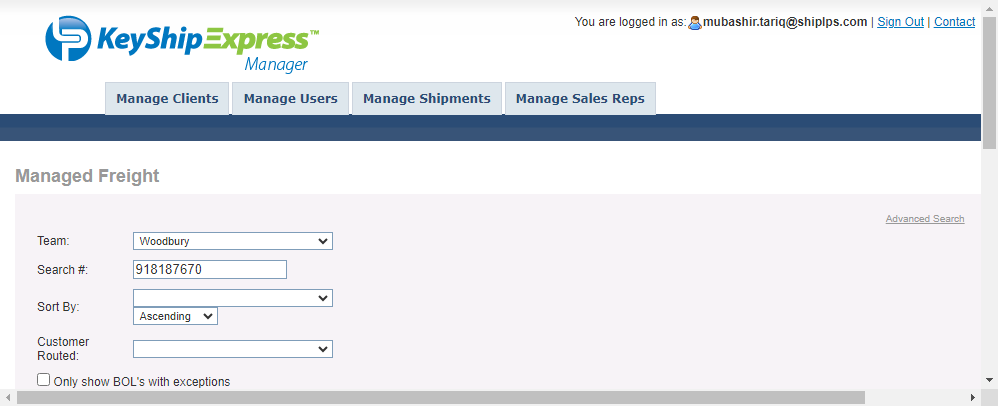 You are logged in as: mubashir.tariq@shiplps.com | Sign Out | Contact
KeyShipExpress™
Manager
Manage Clients Manage Users Manage Shipments Manage Sales Reps
Managed Freight
Advanced Search
Team: Woodbury
Search #: 918187670
Sort By:
Ascending
Customer
Routed:
Only show BOL's with exceptions